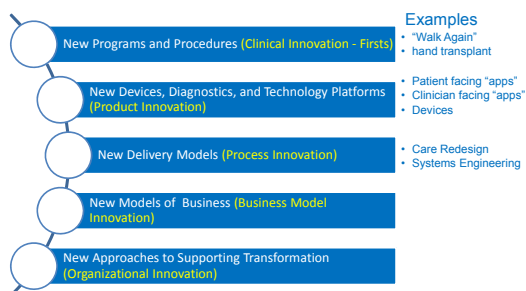 Examples
New Programs and Procedures (Clinical Innovation - Firsts)
• “Walk Again”
• hand transplant
New Devices, Diagnostics, and Technology Platforms
(Product Innovation)
• Patient facing “apps”
• Clinician facing “apps”
• Devices
New Delivery Models (Process Innovation)
• Care Redesign
• Systems Engineering
New Models of Business (Business Model
Innovation)
New Approaches to Supporting Transformation
(Organizational Innovation)